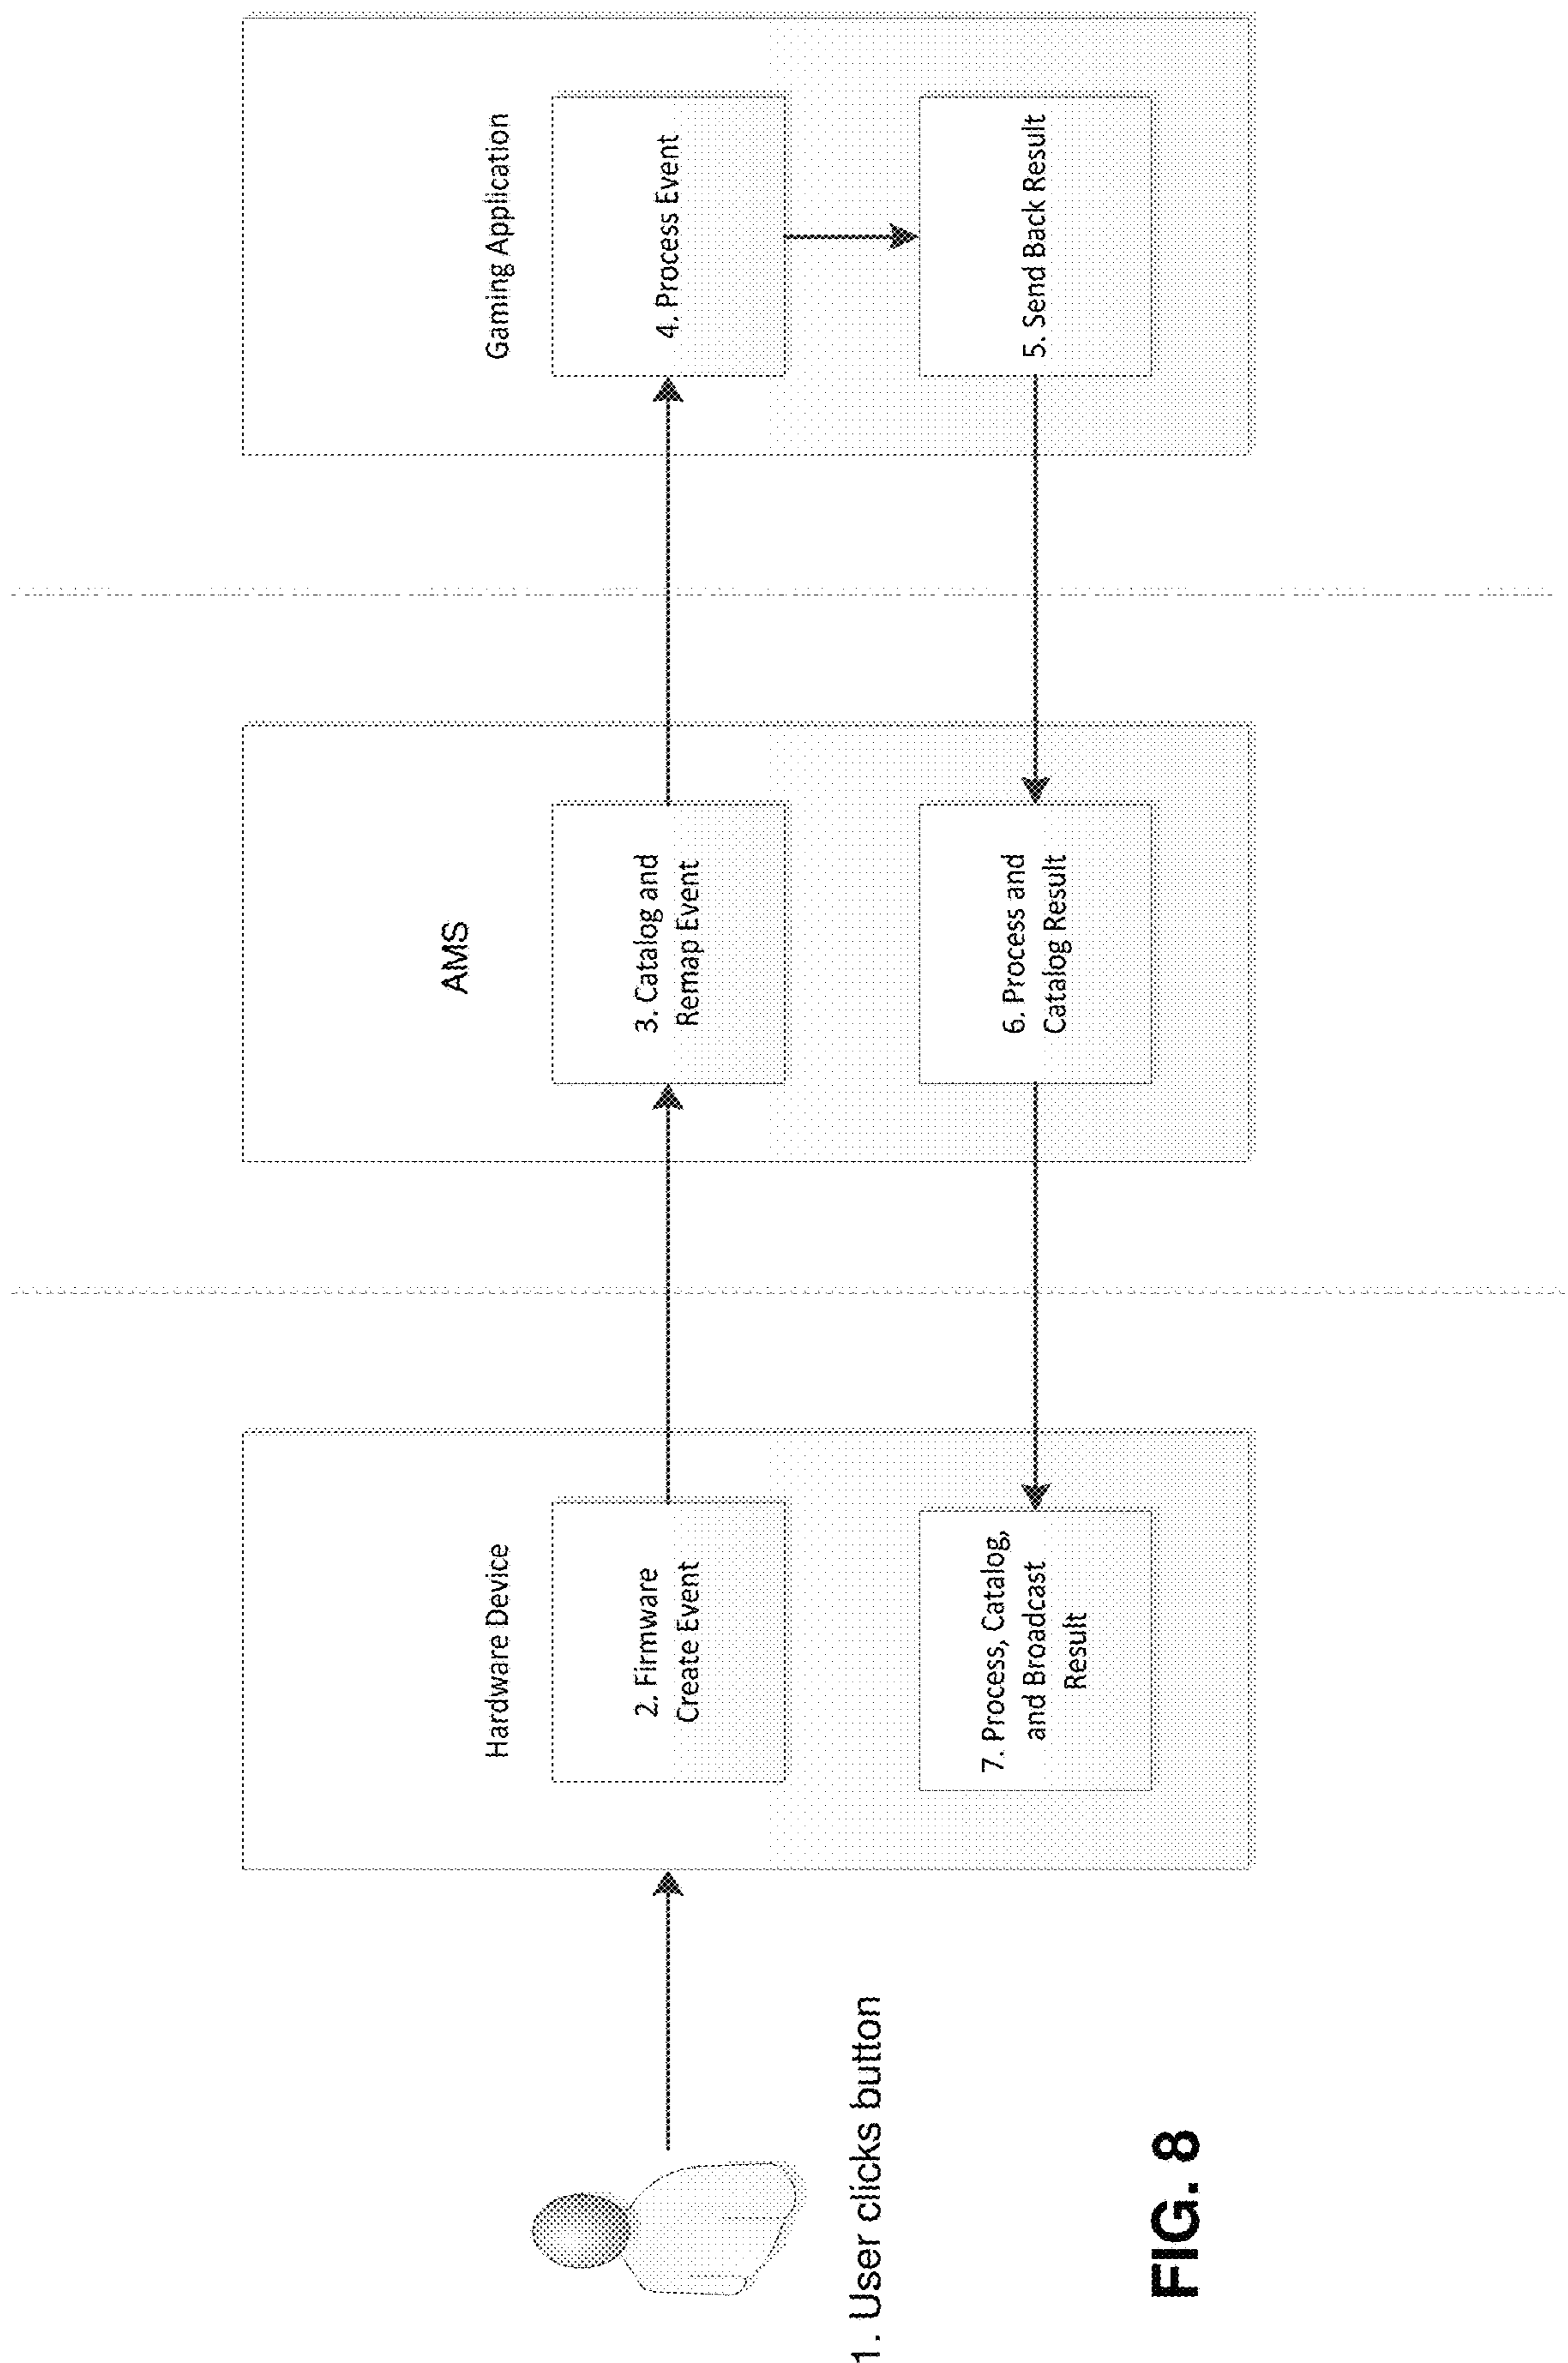 Hardware Device
AMS
Gaming Application
1. User clicks button
2. Firmware
Create Event
3. Catalog and
Remap Event
4. Process Event
5. Send Back Result
6. Process and
Catalog Result
7. Process, Catalog,
and Broadcast
Result
FIG. 8